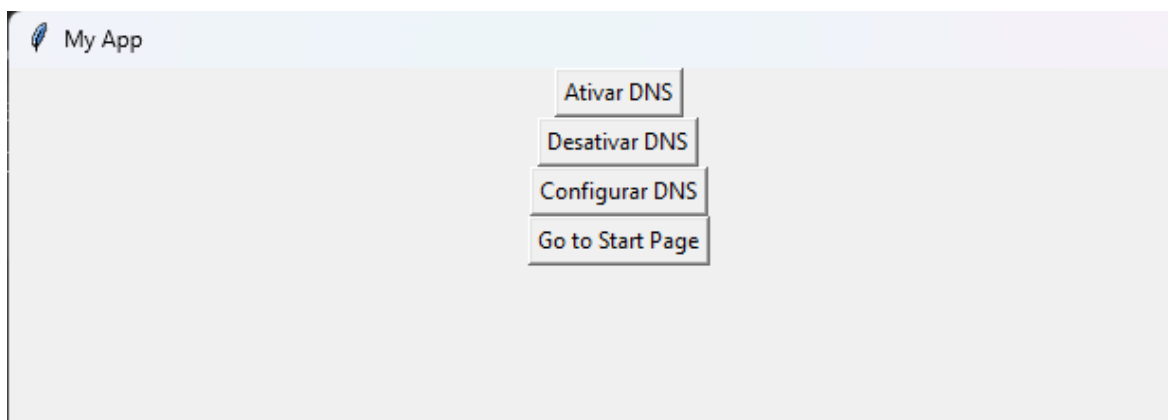 My App
Ativar DNS
Desativar DNS
Configurar DNS
Go to Start Page